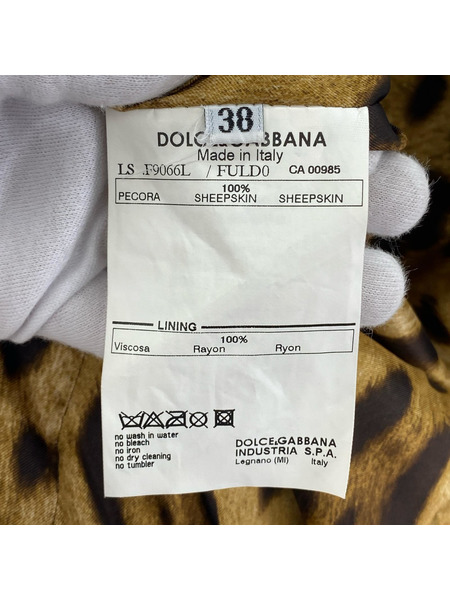 38
DOLCE&GABBANA
Made in Italy
LS .F9066L / FULD0 CA 00985
100%
PECORA SHEEPSKIN SHEEPSKIN
LINING
100%
Viscosa Rayon Ryon
no wash in water
no bleach
no iron
no dry cleaning
no tumbler
DOLCE&GABBANA
INDUSTRIA S.P.A.
Legnano (MI) Italy